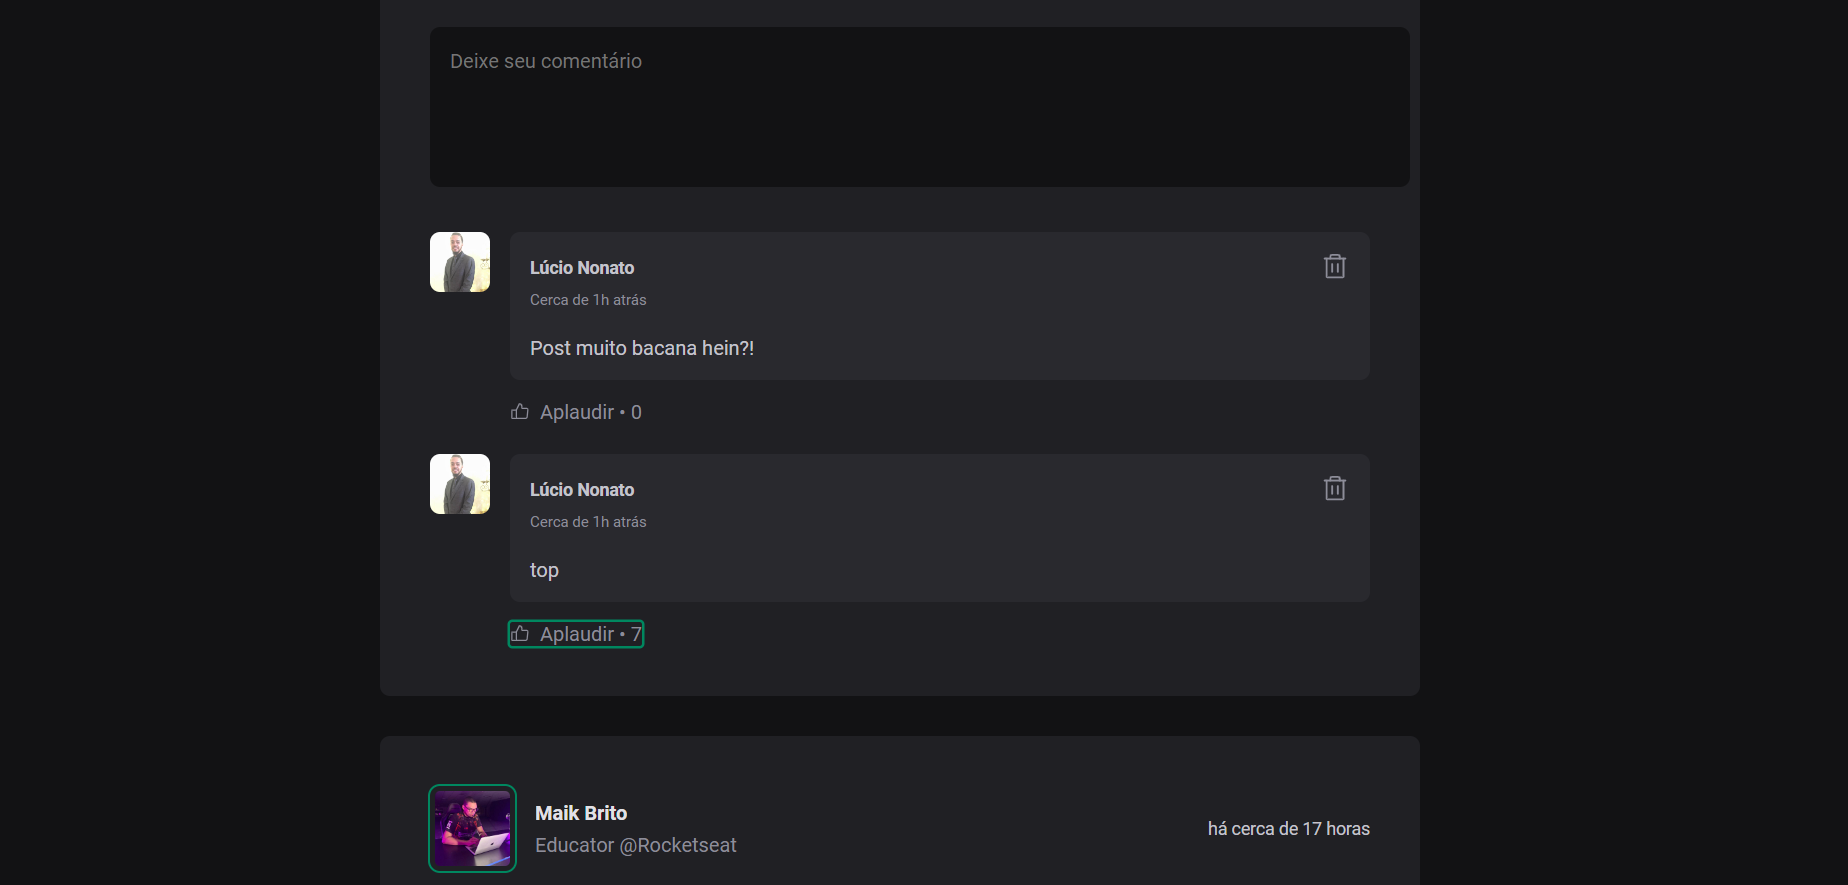 Deixe seu comentário
Lúcio Nonato
Cerca de 1h atrás
Post muito bacana hein?!
Aplaudir • 0
Lúcio Nonato
Cerca de 1h atrás
top
Aplaudir • 7
Maik Brito
há cerca de 17 horas
Educator @Rocketseat